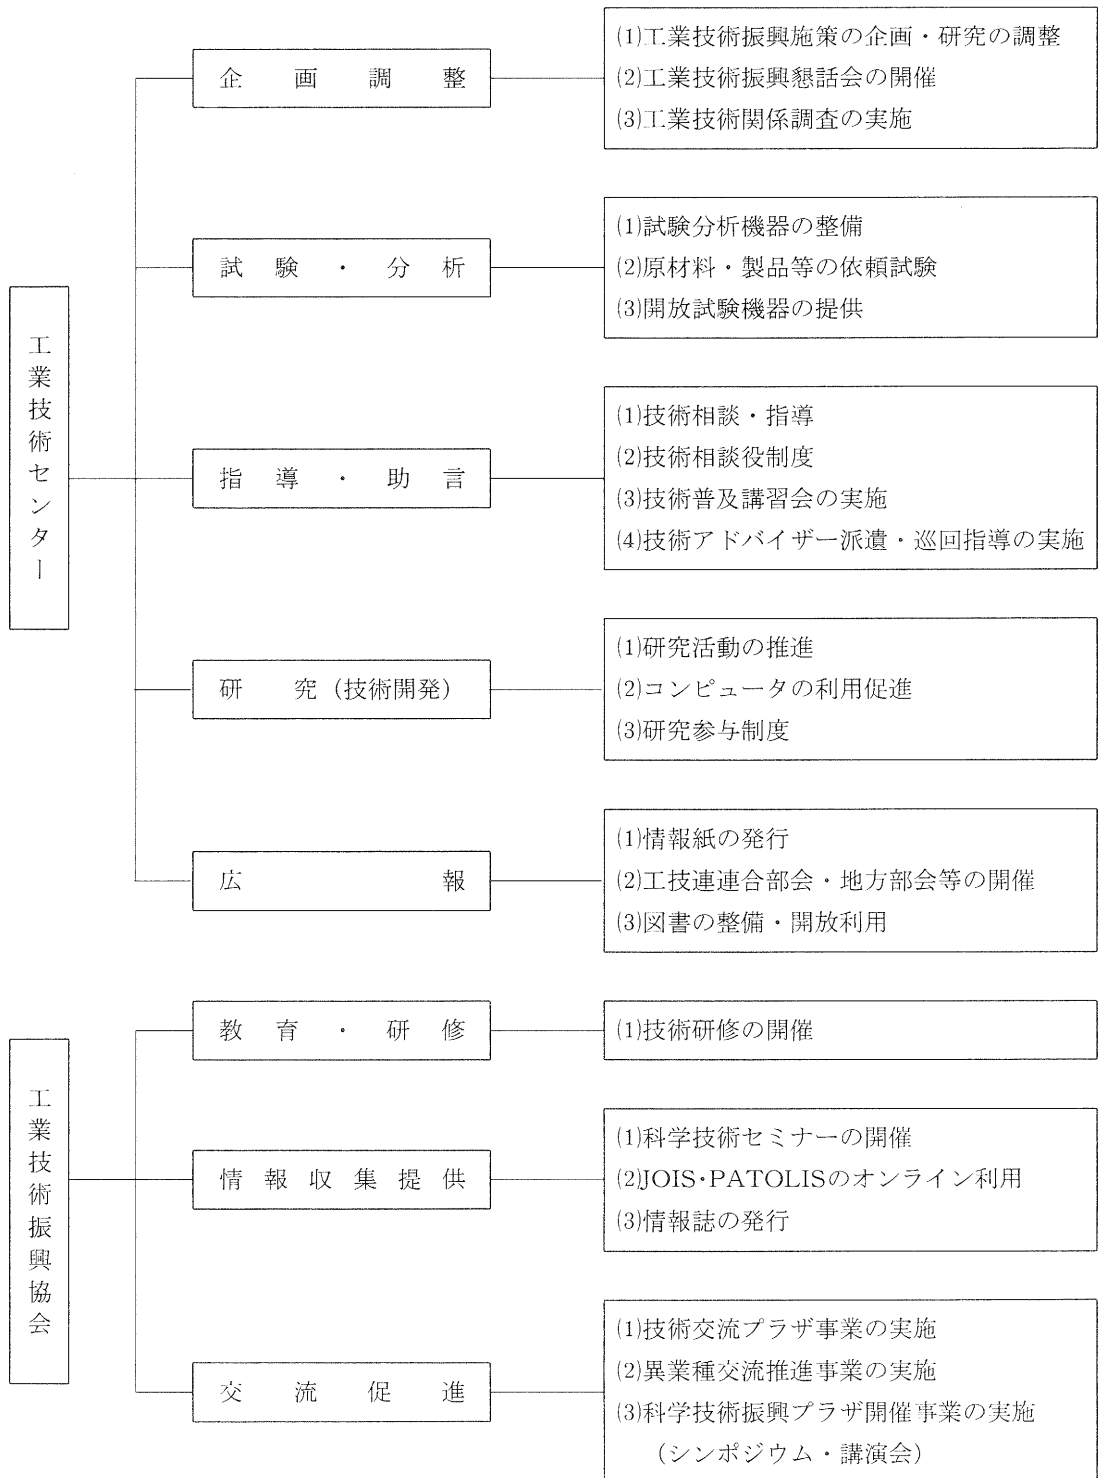 工業技術センター
企画調整
(1)工業技術振興施策の企画・研究の調整
(2)工業技術振興懇話会の開催
(3)工業技術関係調査の実施
試験・分析
(1)試験分析機器の整備
(2)原材料・製品等の依頼試験
(3)開放試験機器の提供
指導・助言
(1)技術相談・指導
(2)技術相談役制度
(3)技術普及講習会の実施
(4)技術アドバイザー派遣・巡回指導の実施
研究(技術開発)
(1)研究活動の推進
(2)コンピュータの利用促進
(3)研究参与制度
広報
(1)情報紙の発行
(2)工技連連合部会・地方部会等の開催
(3)図書の整備・開放利用
工業技術振興協会
教育・研修
(1)技術研修の開催
情報収集提供
(1)科学技術セミナーの開催
(2)JOIS・PATOLISのオンライン利用
(3)情報誌の発行
交流促進
(1)技術交流プラザ事業の実施
(2)異業種交流推進事業の実施
(3)科学技術振興プラザ開催事業の実施
(シンポジウム・講演会)